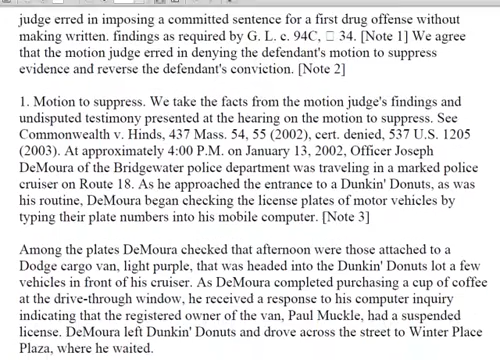 judge erred in imposing a committed sentence for a first drug offense without
making written. findings as required by G. L. c. 94C, □ 34. [Note 1] We agree
that the motion judge erred in denying the defendant's motion to suppress
evidence and reverse the defendant's conviction. [Note 2]
1. Motion to suppress. We take the facts from the motion judge's findings and
undisputed testimony presented at the hearing on the motion to suppress. See
Commonwealth v. Hinds, 437 Mass. 54, 55 (2002), cert. denied, 537 U.S. 1205
(2003). At approximately 4:00 P.M. on January 13, 2002, Officer Joseph
DeMoura of the Bridgewater police department was traveling in a marked police
cruiser on Route 18. As he approached the entrance to a Dunkin' Donuts, as was
his routine, DeMoura began checking the license plates of motor vehicles by
typing their plate numbers into his mobile computer. [Note 3]
Among the plates DeMoura checked that afternoon were those attached to a
Dodge cargo van, light purple, that was headed into the Dunkin' Donuts lot a few
vehicles in front of his cruiser. As DeMoura completed purchasing a cup of coffee
at the drive-through window, he received a response to his computer inquiry
indicating that the registered owner of the van, Paul Muckle, had a suspended
license. DeMoura left Dunkin' Donuts and drove across the street to Winter Place
Plaza, where he waited.